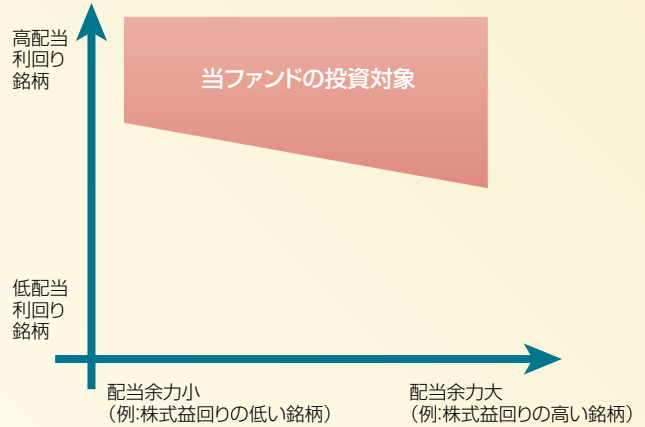 高配当
利回り
銘柄
当ファンドの投資対象
低配当
利回り
銘柄
配当余力小
（例:株式益回りの低い銘柄）
配当余力大
（例:株式益回りの高い銘柄）